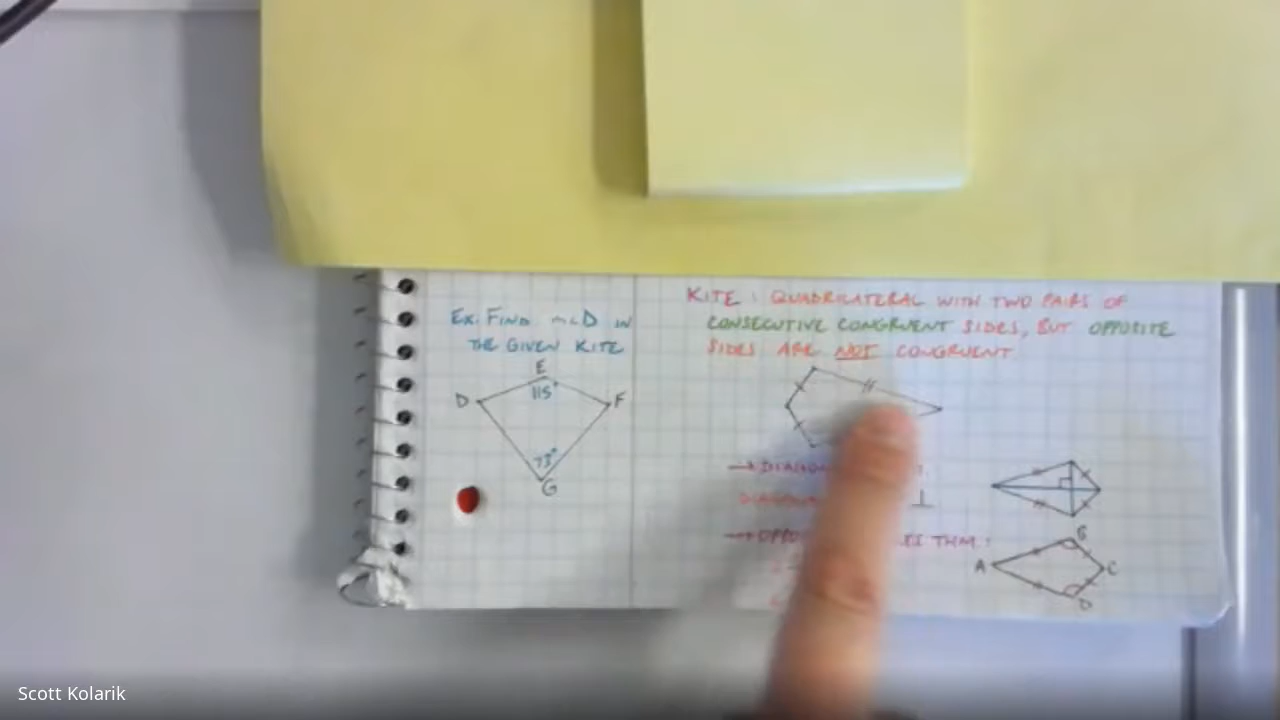 EX: FIND m∠D IN
THE GIVEN KITE
E
115°
D
F
73°
G
KITE: QUADRILATERAL WITH TWO PAIRS OF
CONSECUTIVE CONGRUENT SIDES, BUT OPPOSITE
SIDES ARE NOT CONGRUENT
⊥
THM:
B
A
C
D
Scott Kolarik